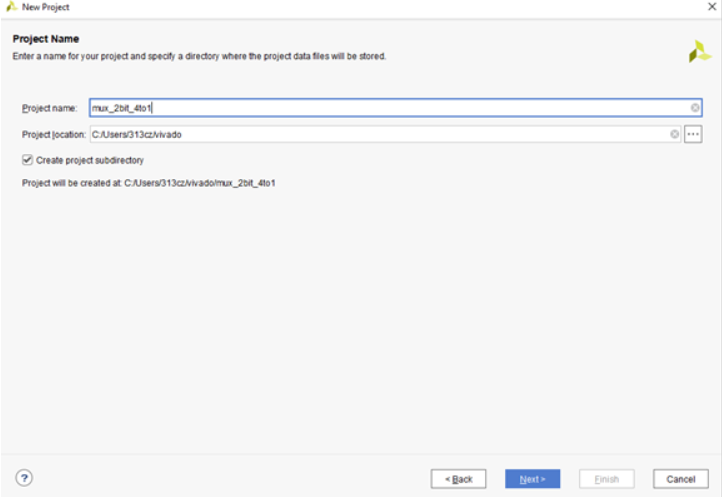 New Project
Project Name
Enter a name for your project and specify a directory where the project data files will be stored.
Project name: mux_2bit_4to1
Project location: C:/Users/313cz/vivado
Create project subdirectory
Project will be created at: C:/Users/313cz/vivado/mux_2bit_4to1
? < Back Next > Finish Cancel